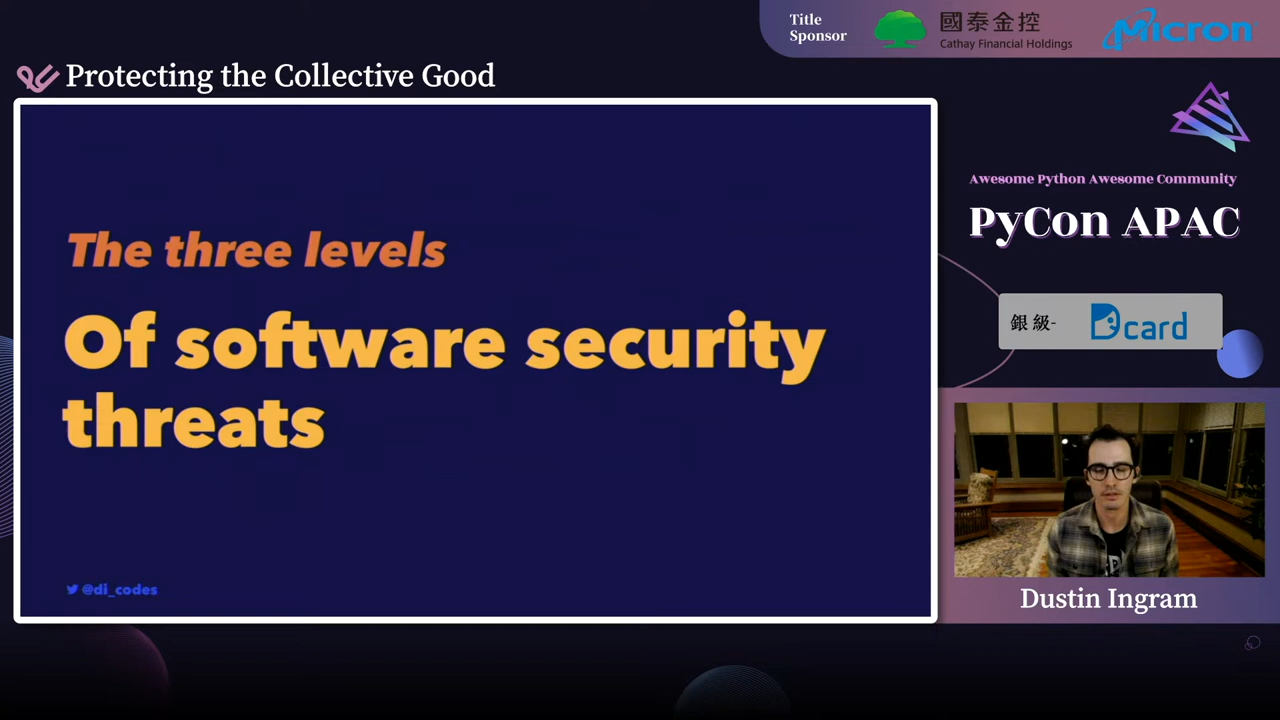 Title
Sponsor
國泰金控
Cathay Financial Holdings
Micron
Protecting the Collective Good
The three levels
Of software security
threats
@di_codes
Awesome Python Awesome Community
PyCon APAC
銀級-
Dcard
Dustin Ingram